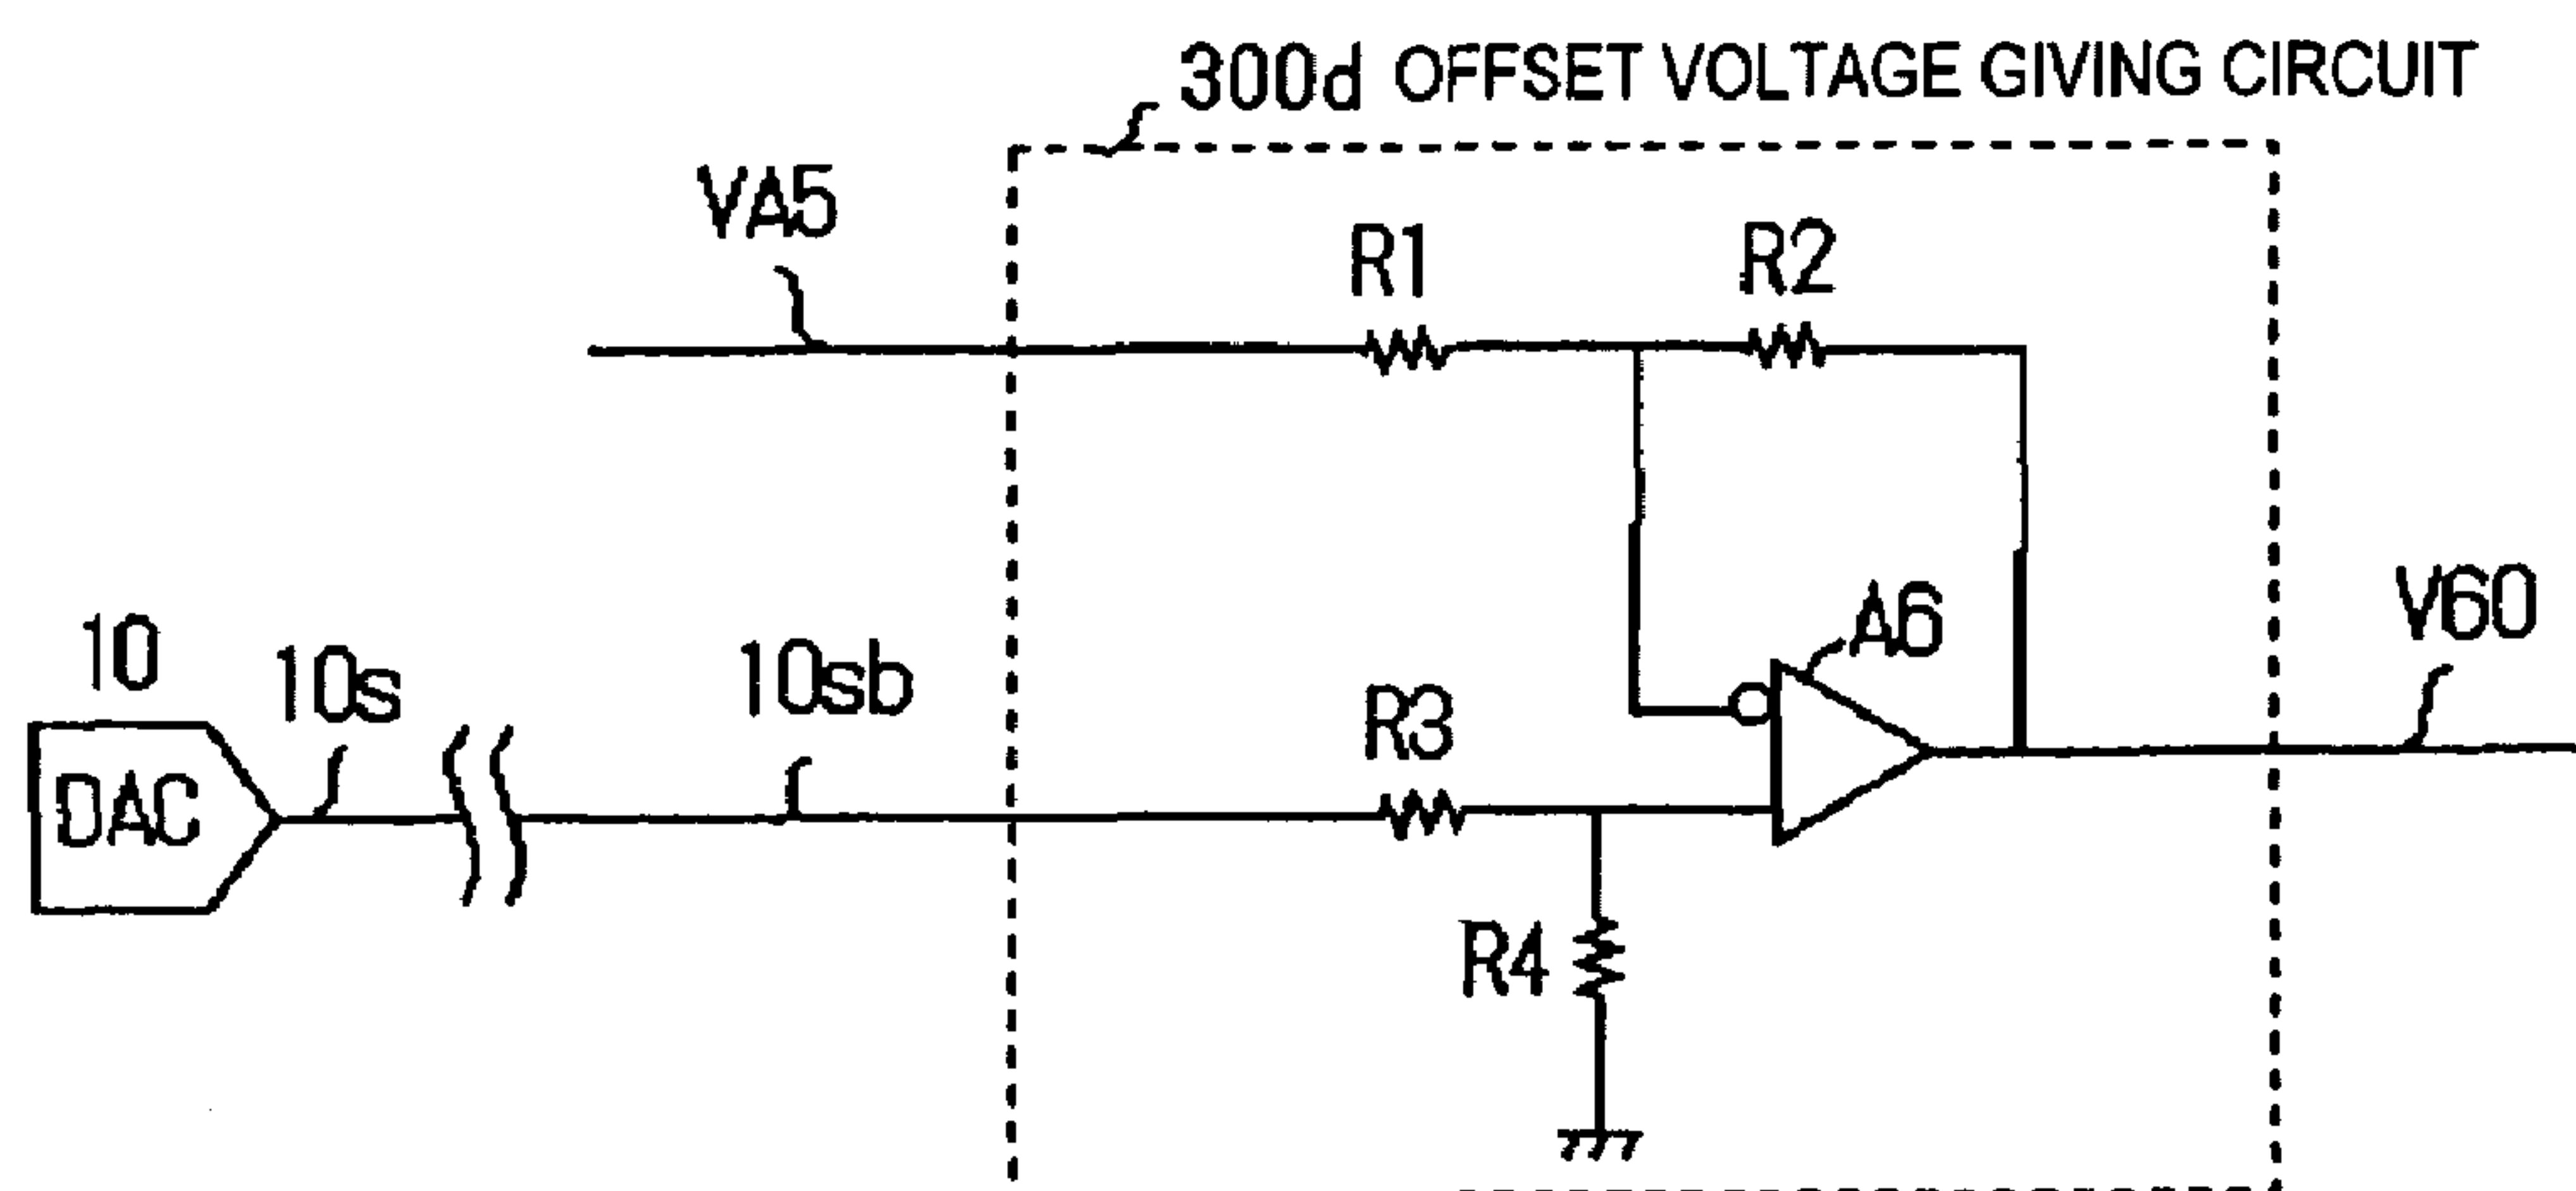 300d OFFSET VOLTAGE GIVING CIRCUIT
VA5
R1
R2
10
10s
10sb
A6
V60
R3
DAC
R4